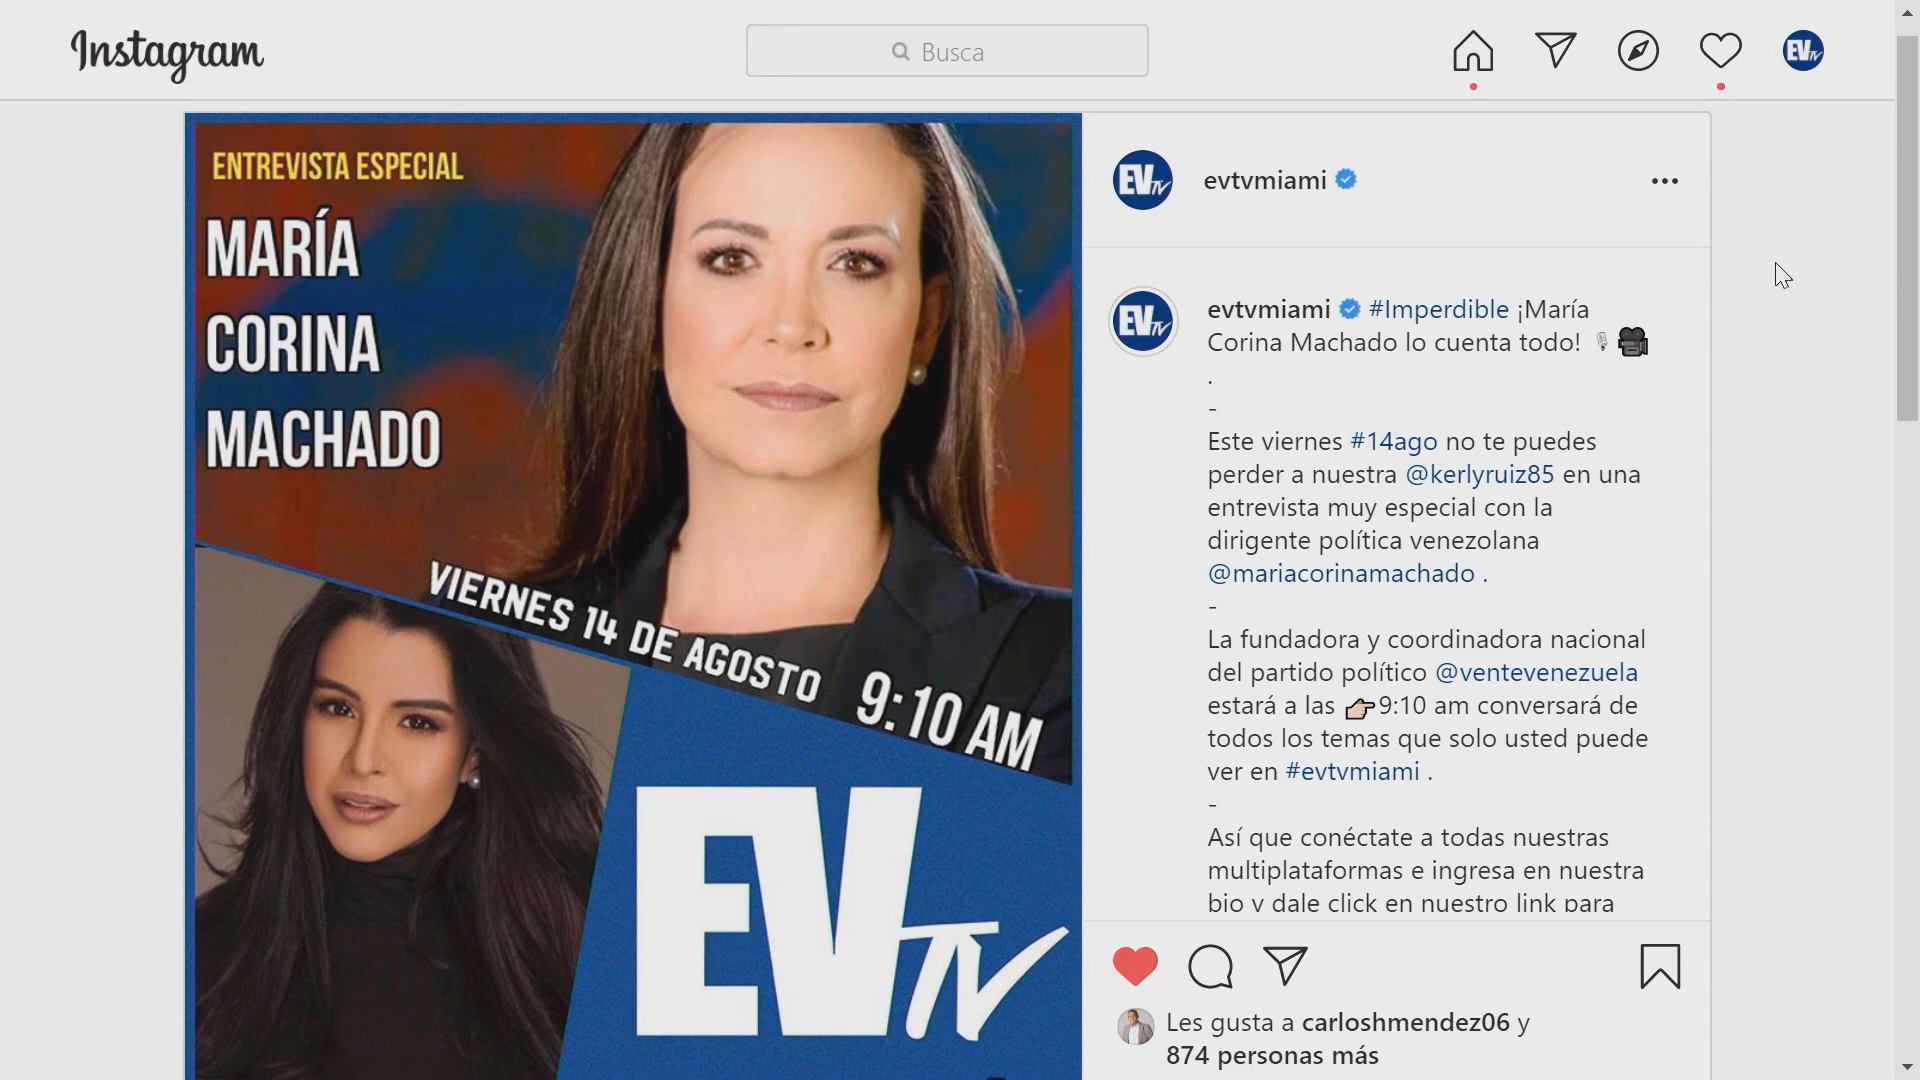 Instagram
Busca
EVTV
ENTREVISTA ESPECIAL
MARÍA
CORINA
MACHADO
VIERNES 14 DE AGOSTO 9:10 AM
EVTV
EVTV
evtvmiami
EVTV
evtvmiami #Imperdible ¡María
Corina Machado lo cuenta todo!
.
-
Este viernes #14ago no te puedes
perder a nuestra @kerlyruiz85 en una
entrevista muy especial con la
dirigente política venezolana
@mariacorinamachado .
-
La fundadora y coordinadora nacional
del partido político @ventevenezuela
estará a las 9:10 am conversará de
todos los temas que solo usted puede
ver en #evtvmiami .
-
Así que conéctate a todas nuestras
multiplataformas e ingresa en nuestra
bio y dale click en nuestro link para
Les gusta a carloshmendez06 y
874 personas más